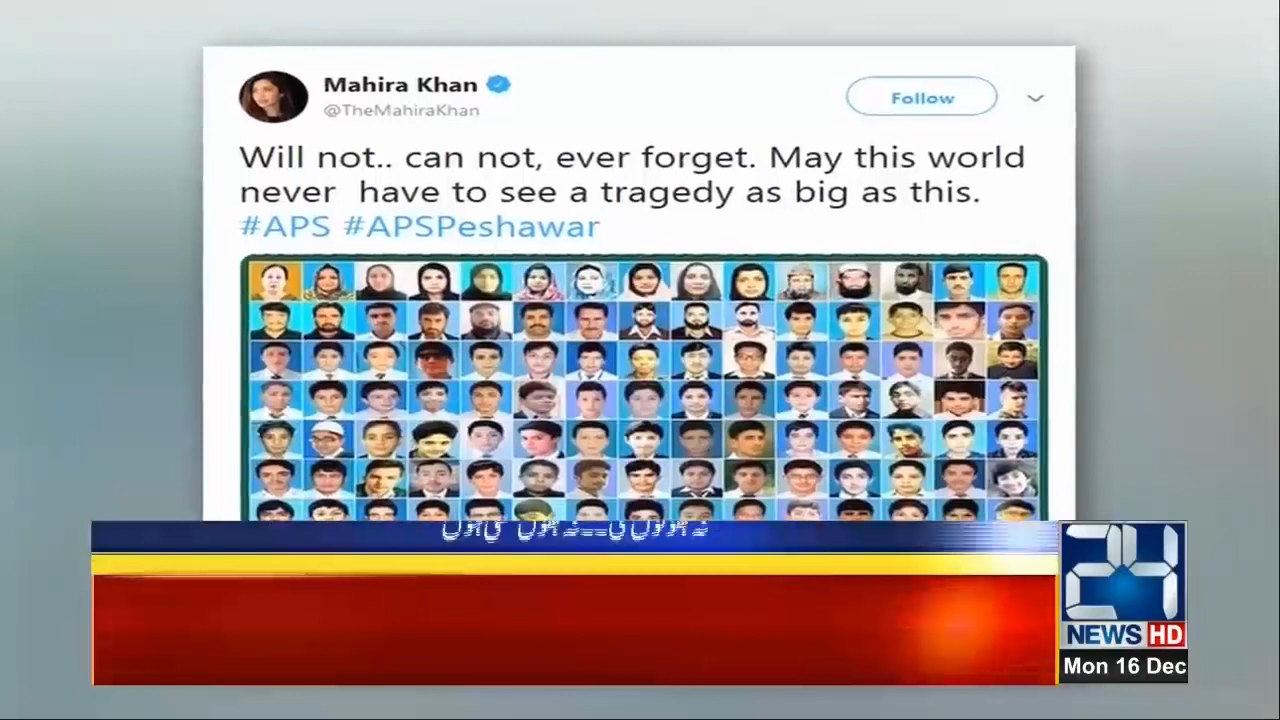 Mahira Khan
@TheMahiraKhan
Follow
Will not.. can not, ever forget. May this world
never have to see a tragedy as big as this.
#APS #APSPeshawar
24
NEWS HD
Mon 16 Dec